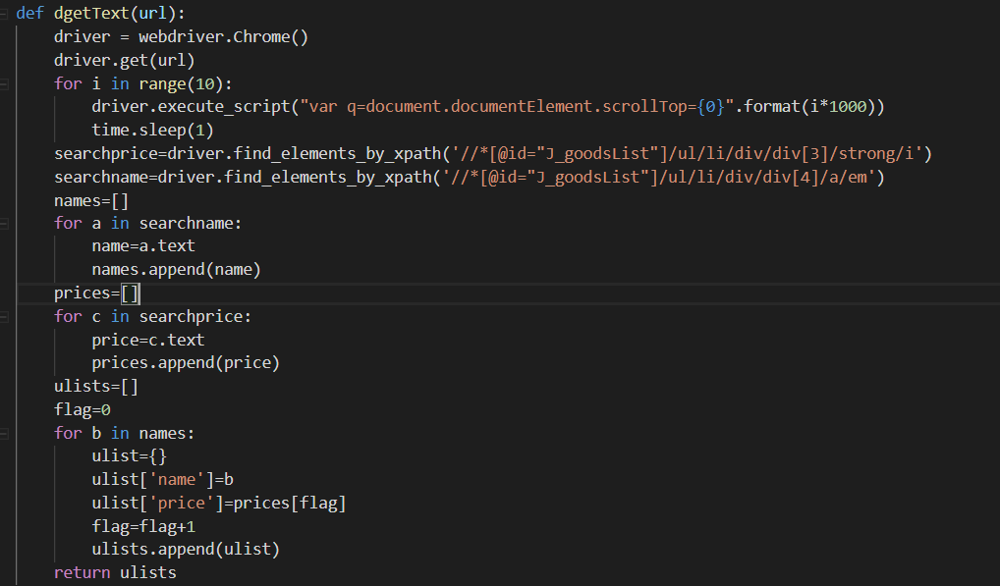 def dgetText(url):
    driver = webdriver.Chrome()
    driver.get(url)
    for i in range(10):
        driver.execute_script("var q=document.documentElement.scrollTop={0}".format(i*1000))
        time.sleep(1)
    searchprice=driver.find_elements_by_xpath('//*[@id="J_goodsList"]/ul/li/div/div[3]/strong/i')
    searchname=driver.find_elements_by_xpath('//*[@id="J_goodsList"]/ul/li/div/div[4]/a/em')
    names=[]
    for a in searchname:
        name=a.text
        names.append(name)
    prices=[]
    for c in searchprice:
        price=c.text
        prices.append(price)
    ulists=[]
    flag=0
    for b in names:
        ulist={}
        ulist['name']=b
        ulist['price']=prices[flag]
        flag=flag+1
        ulists.append(ulist)
    return ulists